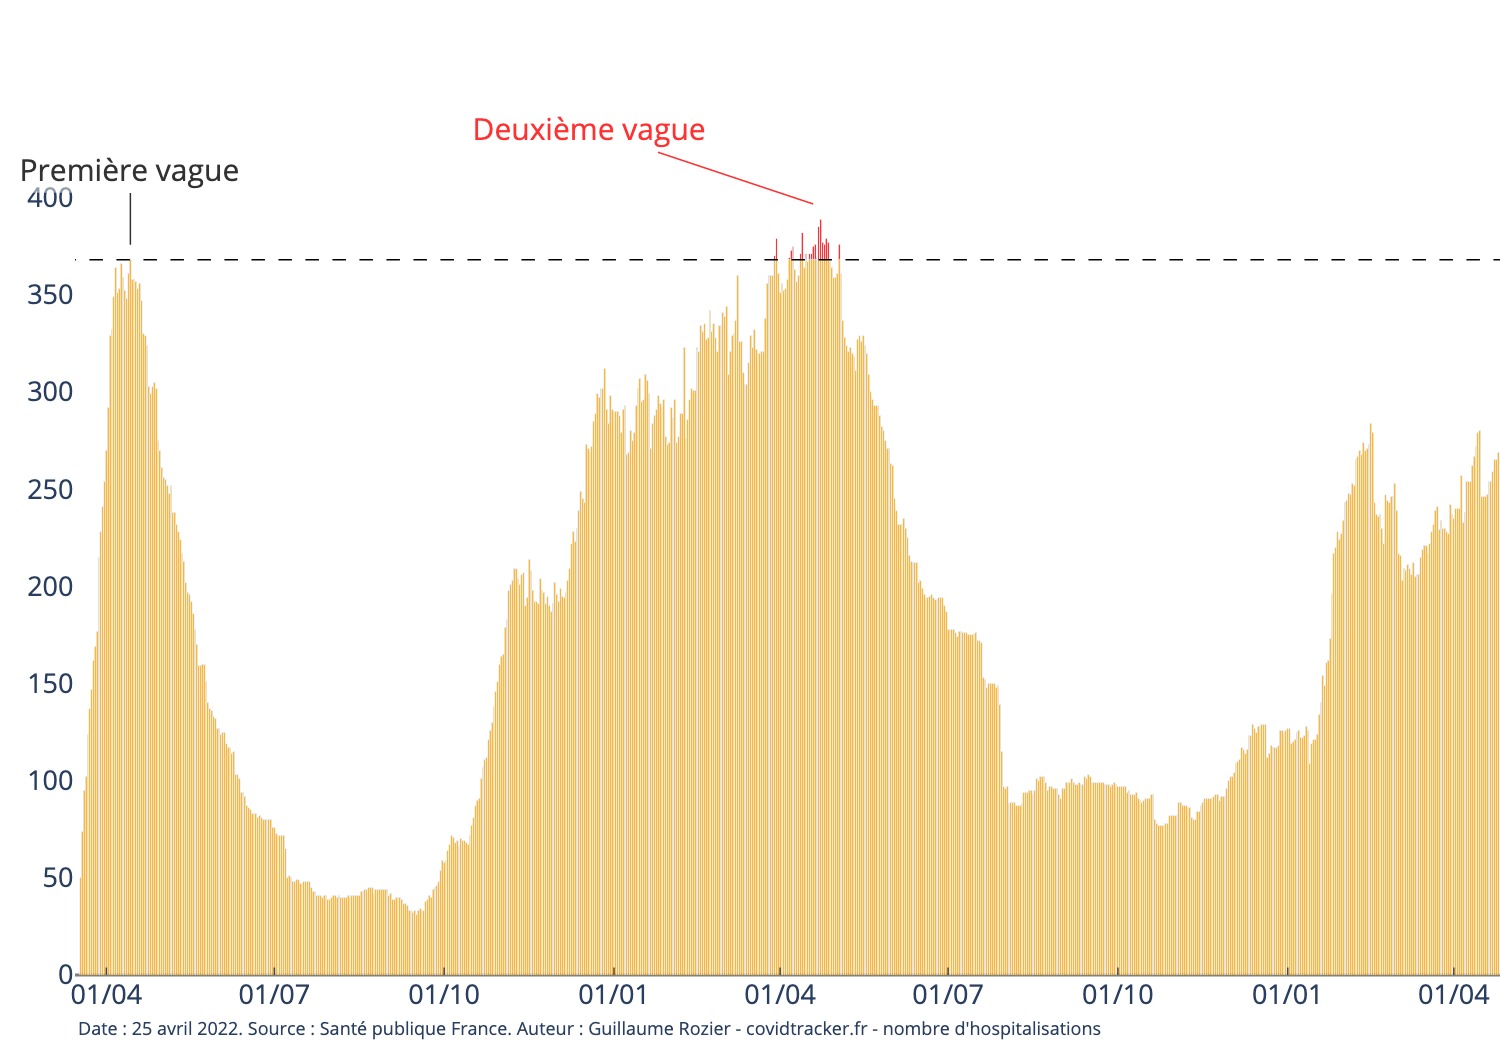 Deuxième vague
Première vague
400
350
300
250
200
150
100
50
0
01/04 01/07 01/10 01/01 01/04 01/07 01/10 01/01 01/04
Date : 25 avril 2022. Source : Santé publique France. Auteur : Guillaume Rozier - covidtracker.fr - nombre d'hospitalisations